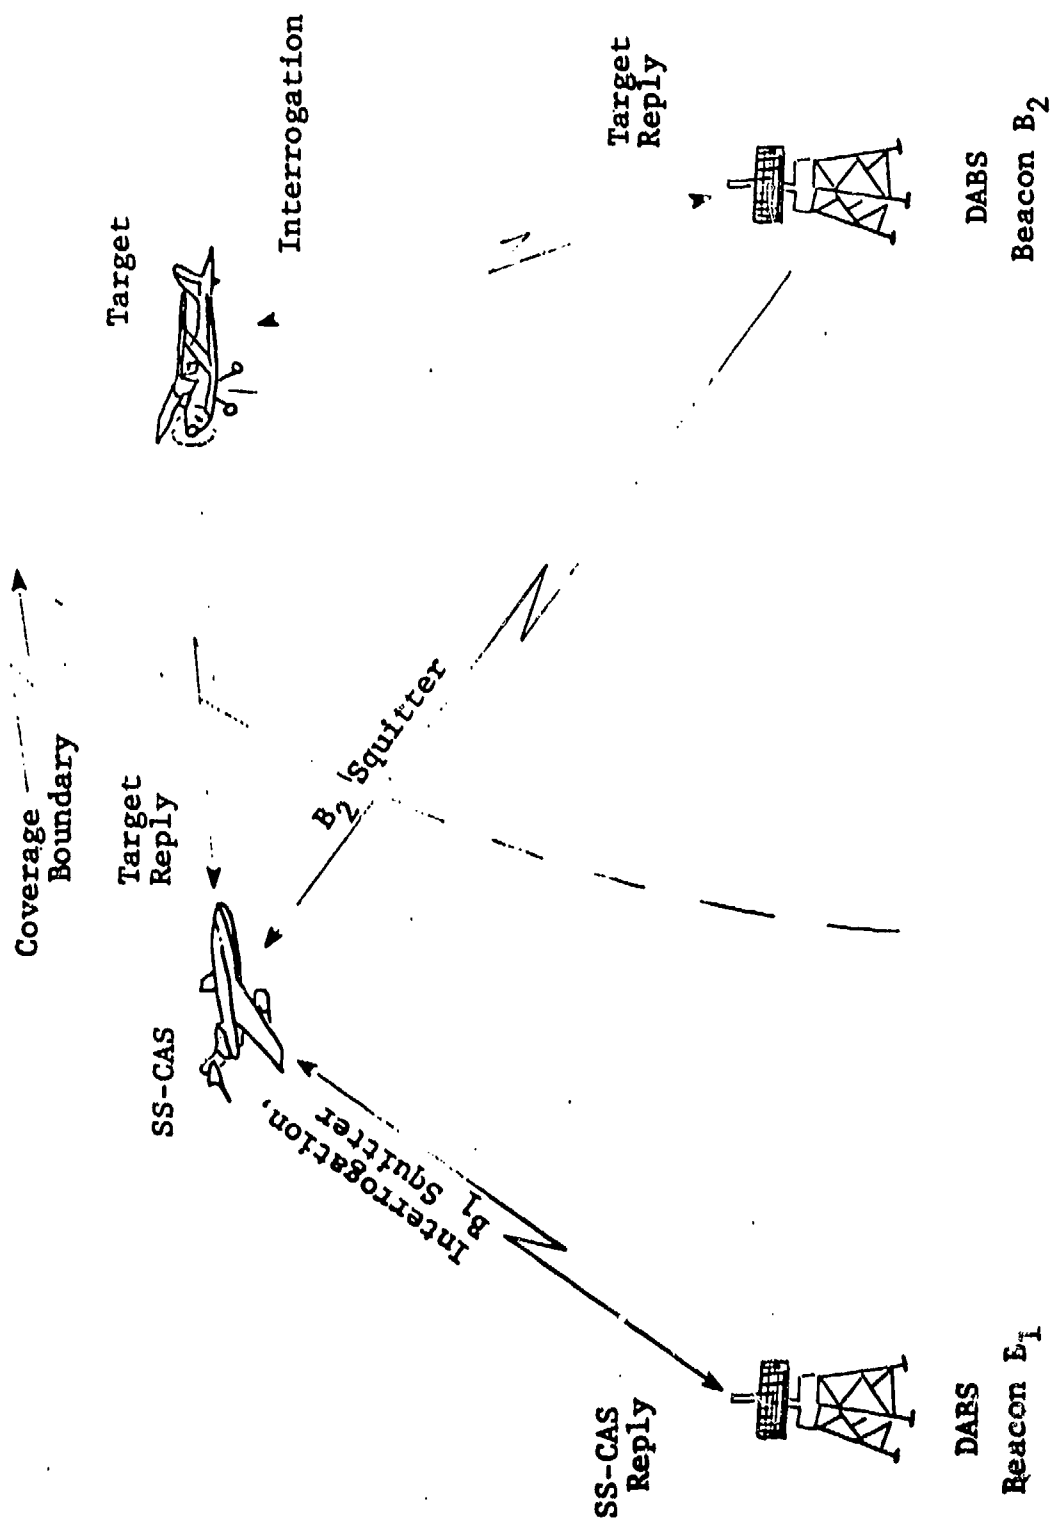 Coverage
Boundary
SS-CAS
Target
Reply
Target
Interrogation
Interrogation,
B1 Squitter
B2 Squitter
SS-CAS
Reply
Target
Reply
DABS
Beacon B1
DABS
Beacon B2